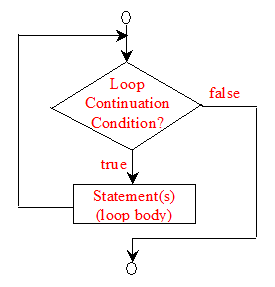 Loop
Continuation
Condition?
false
true
Statement(s)
(loop body)